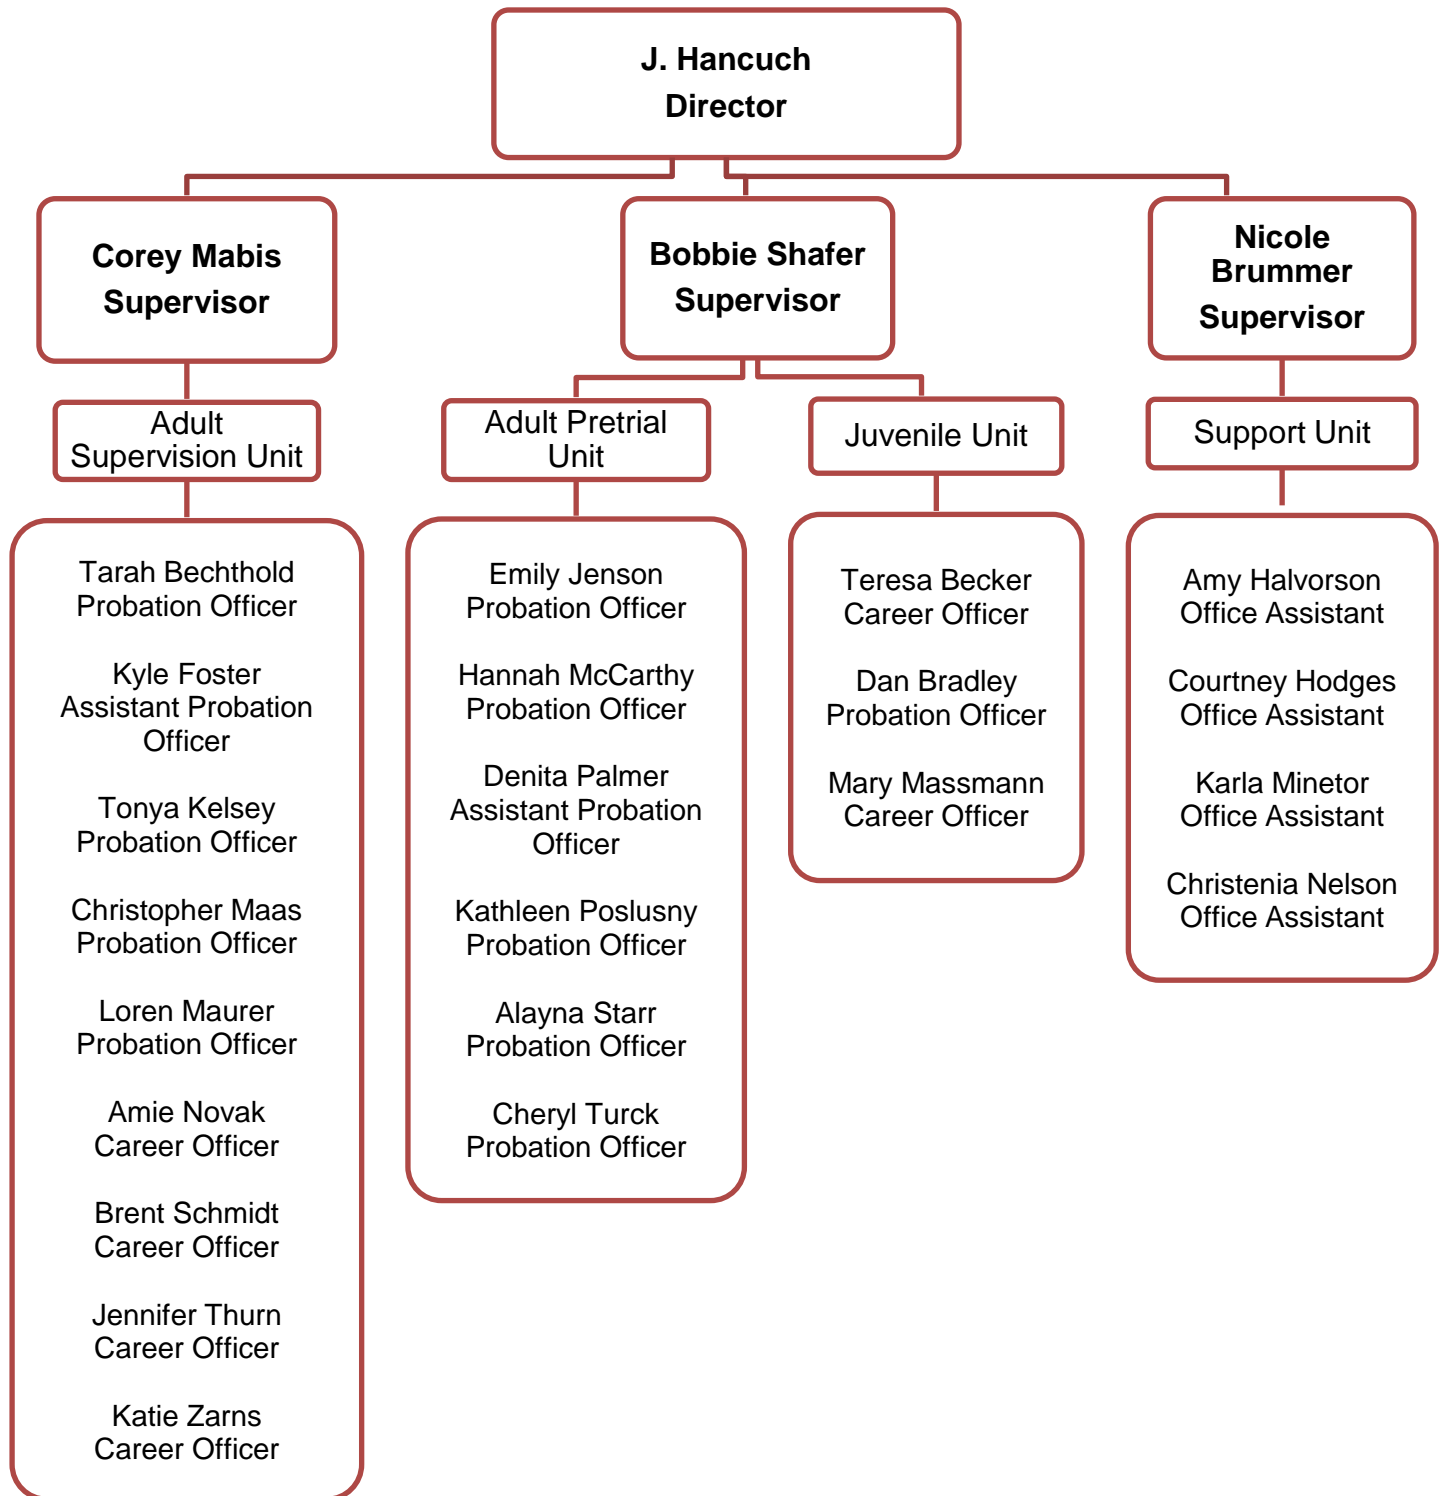 J. Hancuch
Director
Corey Mabis
Supervisor
Bobbie Shafer
Supervisor
Nicole
Brummer
Supervisor
Adult
Supervision Unit
Adult Pretrial
Unit
Juvenile Unit
Support Unit
Tarah Bechthold
Probation Officer
Kyle Foster
Assistant Probation
Officer
Tonya Kelsey
Probation Officer
Christopher Maas
Probation Officer
Loren Maurer
Probation Officer
Amie Novak
Career Officer
Brent Schmidt
Career Officer
Jennifer Thurn
Career Officer
Katie Zarns
Career Officer
Emily Jenson
Probation Officer
Hannah McCarthy
Probation Officer
Denita Palmer
Assistant Probation
Officer
Kathleen Poslusny
Probation Officer
Alayna Starr
Probation Officer
Cheryl Turck
Probation Officer
Teresa Becker
Career Officer
Dan Bradley
Probation Officer
Mary Massmann
Career Officer
Amy Halvorson
Office Assistant
Courtney Hodges
Office Assistant
Karla Minetor
Office Assistant
Christenia Nelson
Office Assistant